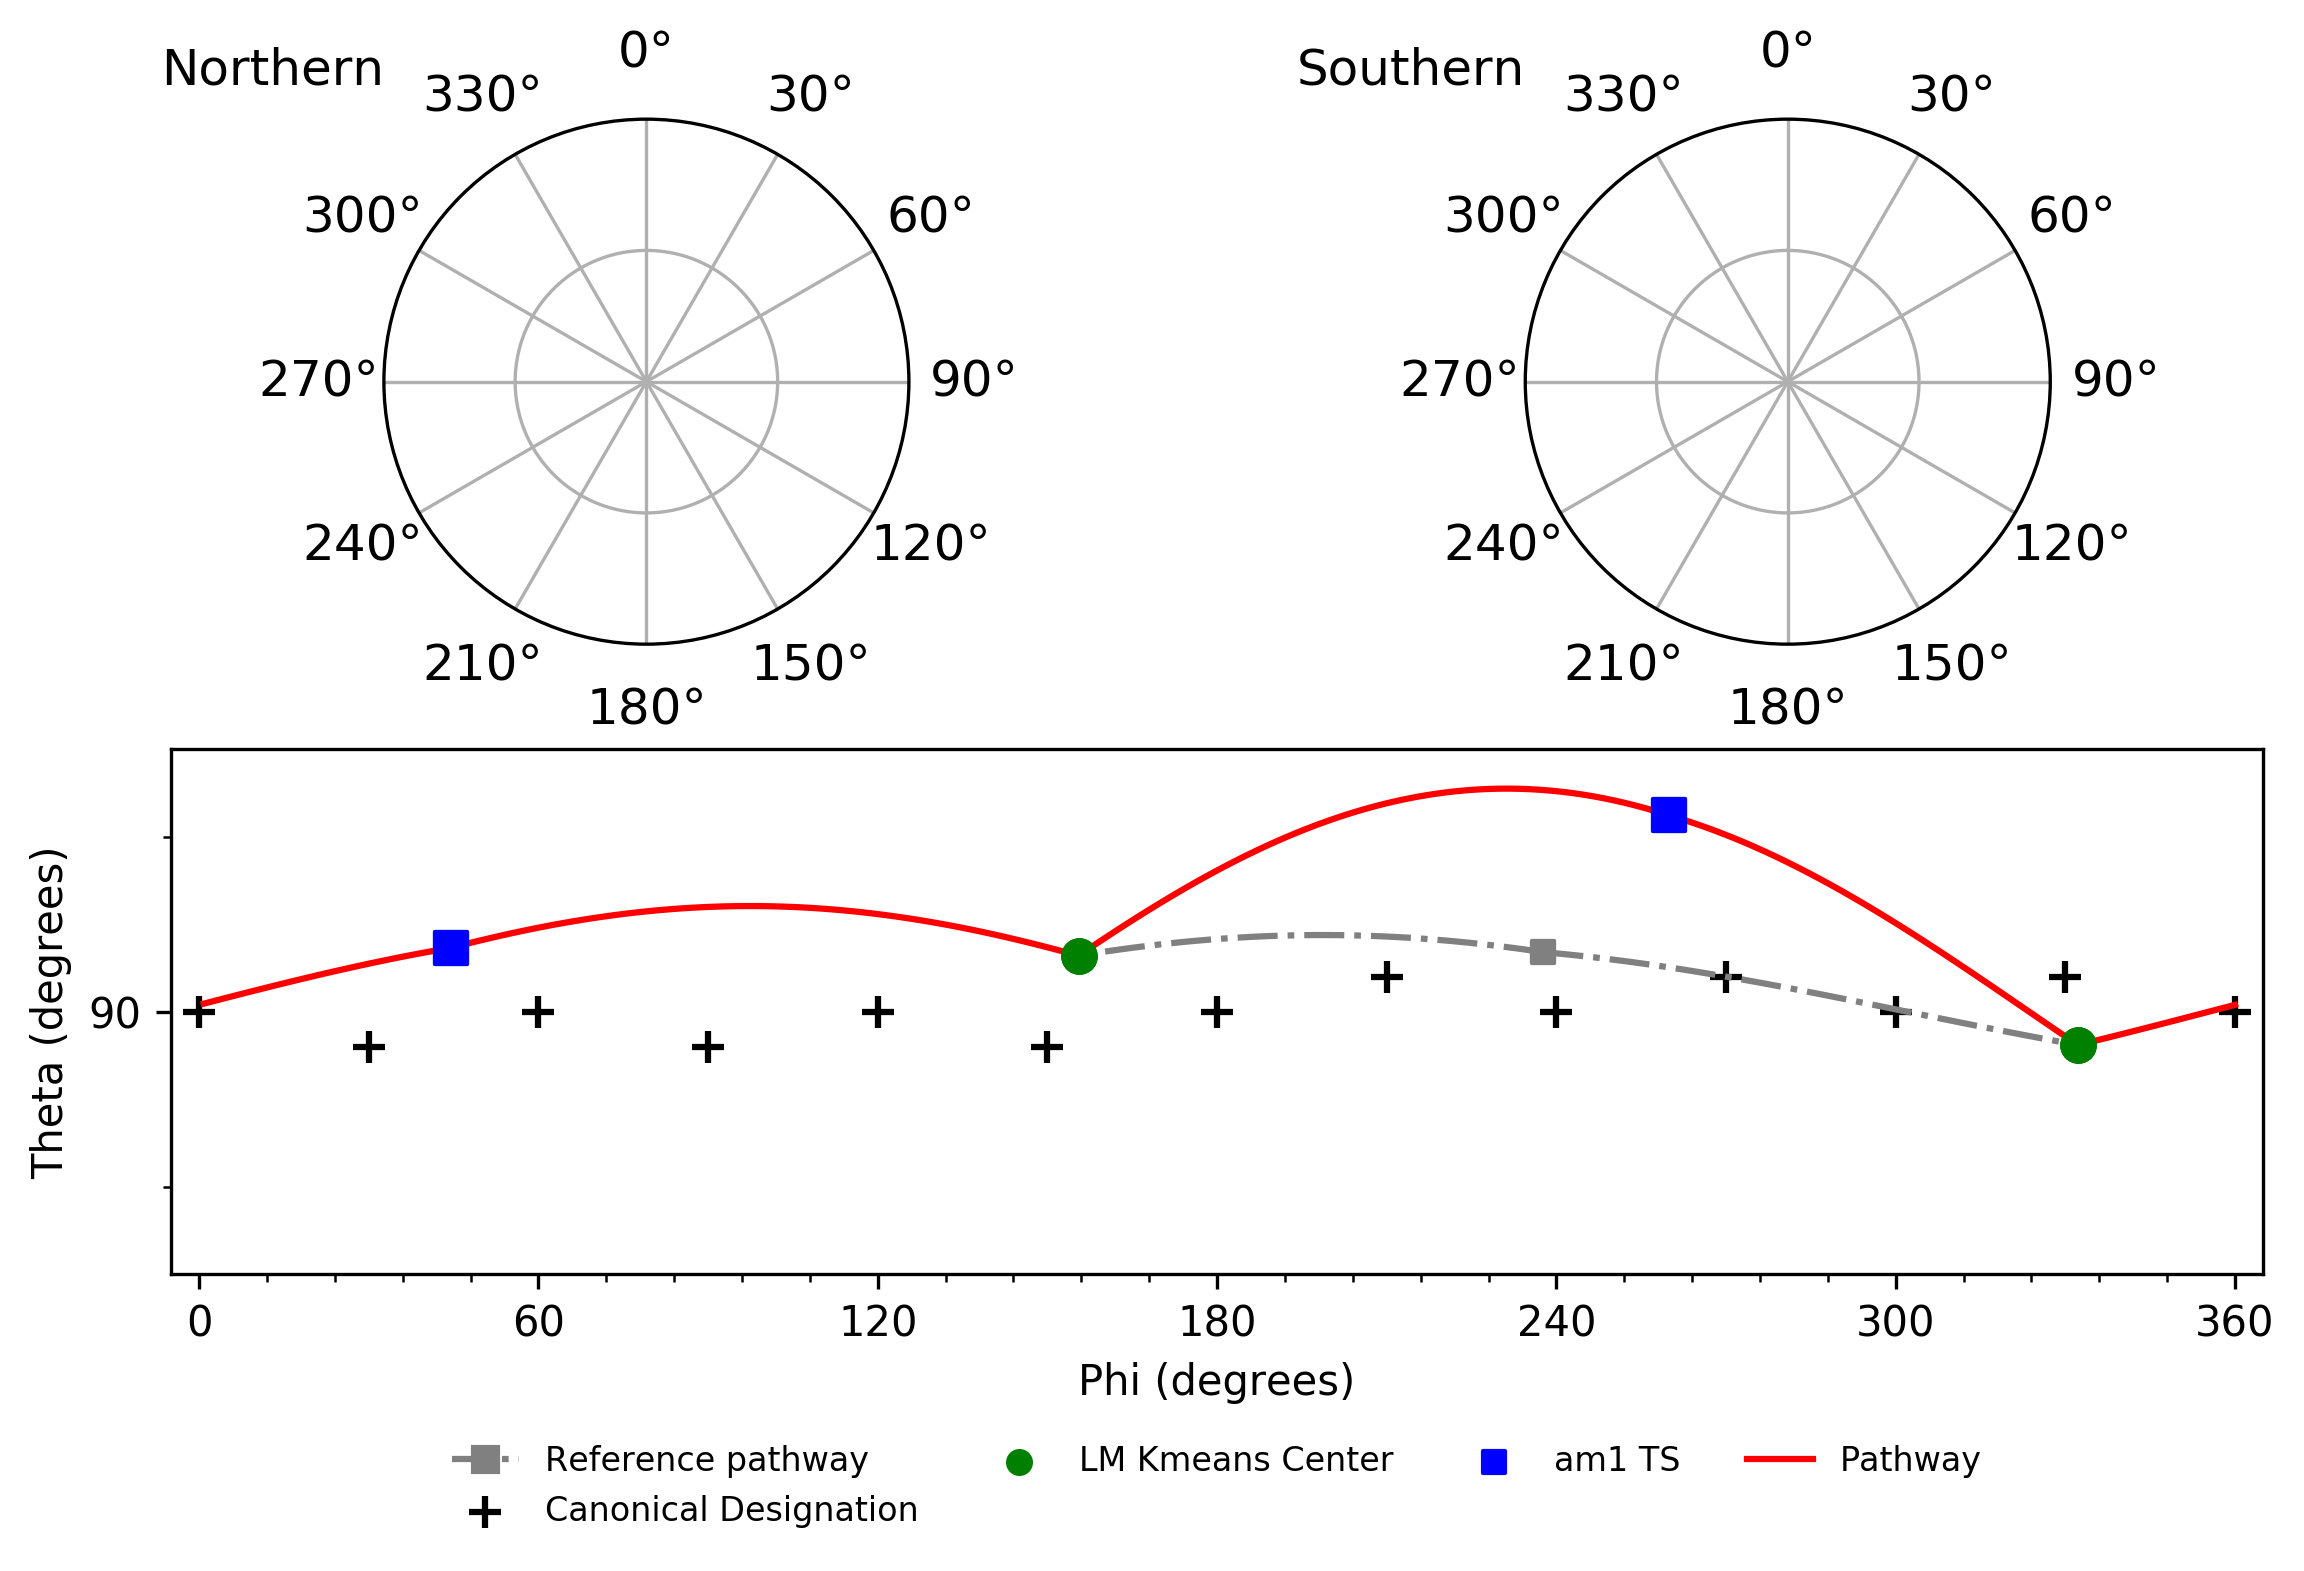 Northern
0°
330°
30°
300°
60°
270°
90°
240°
120°
210°
150°
180°
Southern
0°
330°
30°
300°
60°
270°
90°
240°
120°
210°
150°
180°
Theta (degrees)
90
0 60 120 180 240 300 360
Phi (degrees)
Reference pathway
Canonical Designation
LM Kmeans Center
am1 TS
Pathway